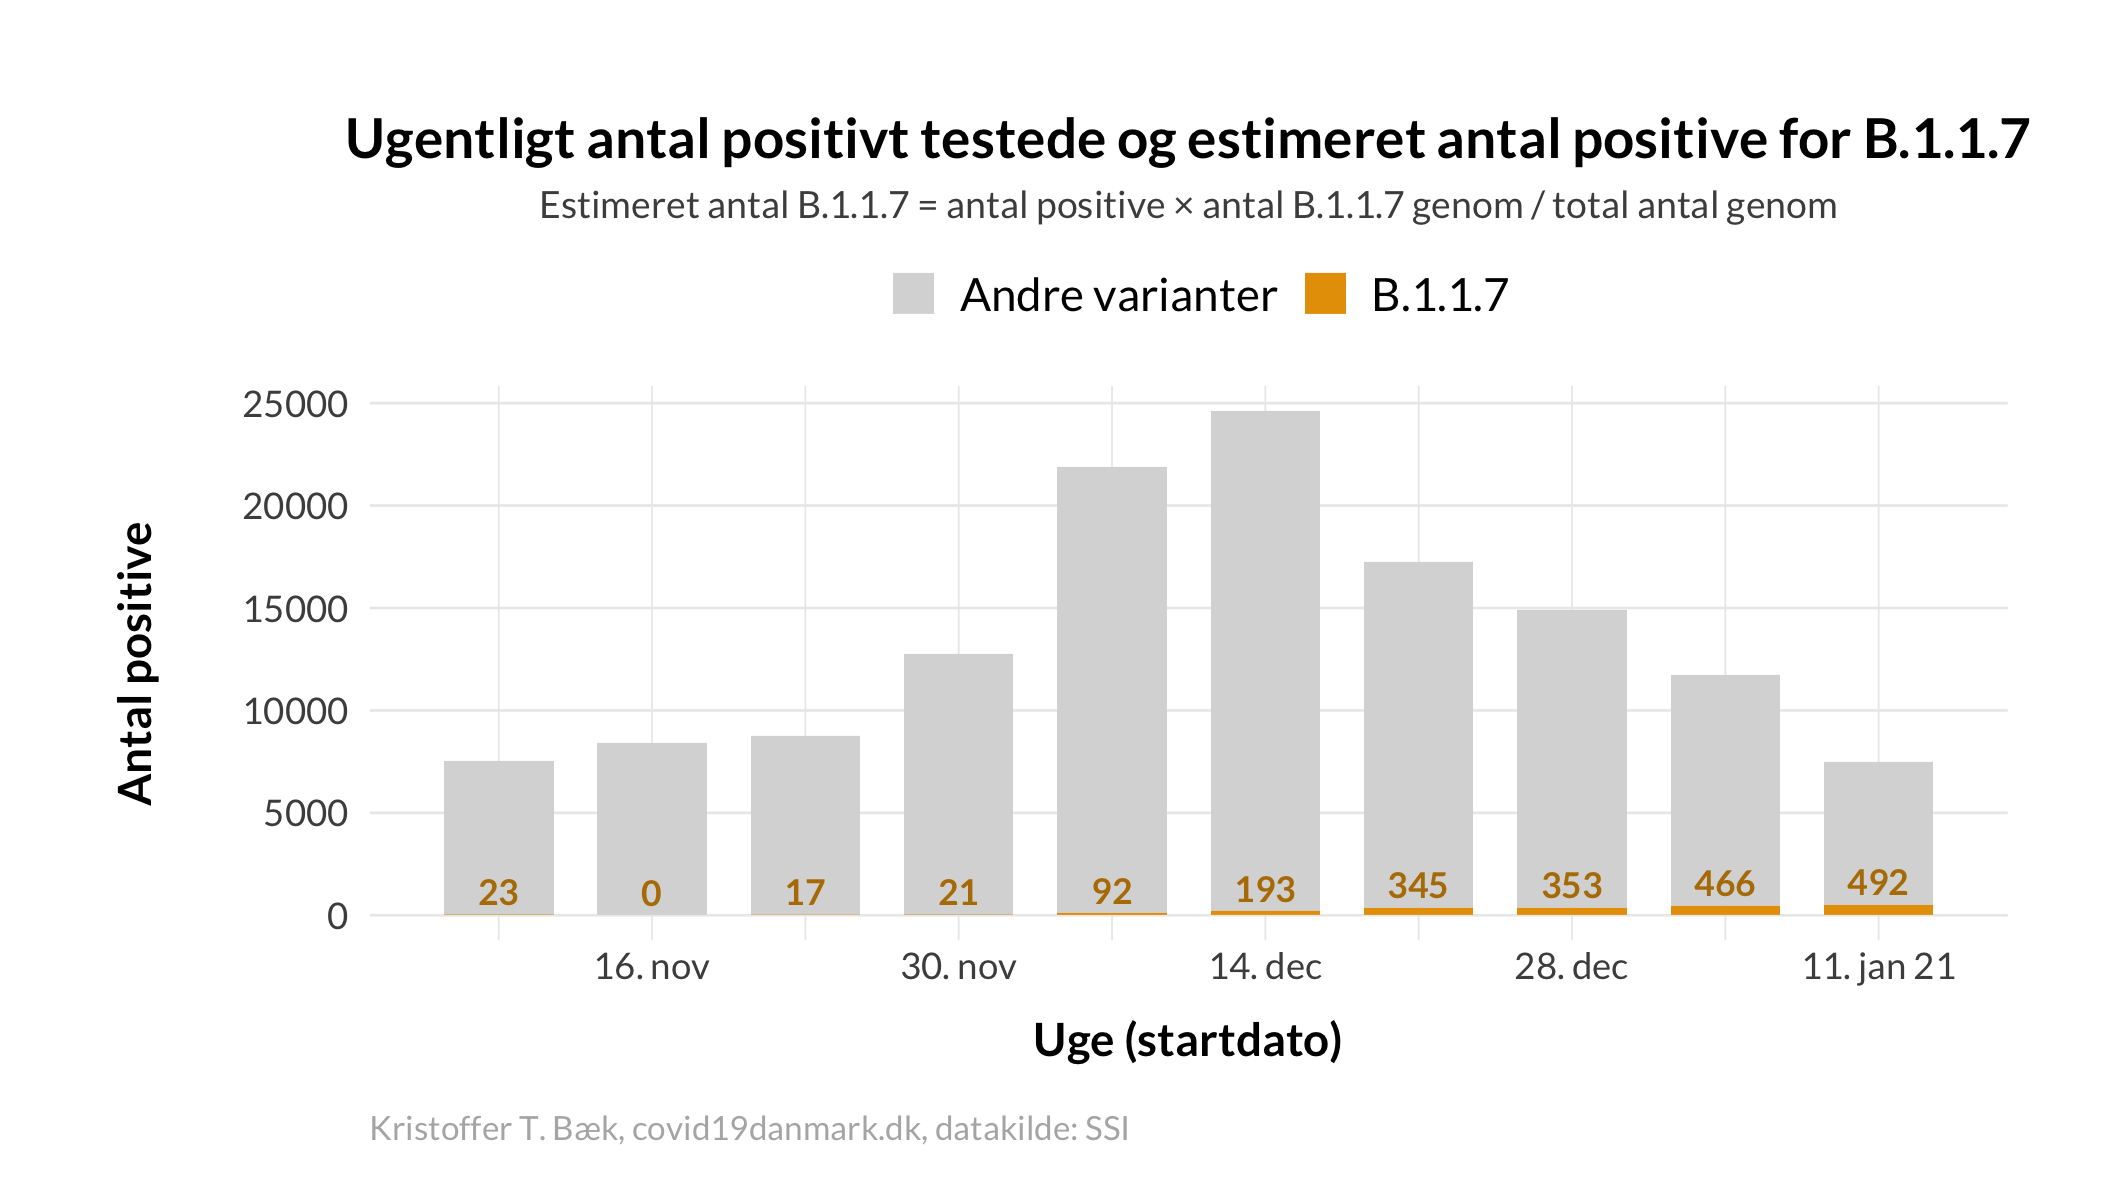 Ugentligt antal positivt testede og estimeret antal positive for B.1.1.7
Estimeret antal B.1.1.7 = antal positive × antal B.1.1.7 genom / total antal genom
Andre varianter B.1.1.7
Antal positive
25000
20000
15000
10000
5000
0
23 0 17 21 92 193 345 353 466 492
16. nov 30. nov 14. dec 28. dec 11. jan 21
Uge (startdato)
Kristoffer T. Bæk, covid19danmark.dk, datakilde: SSI